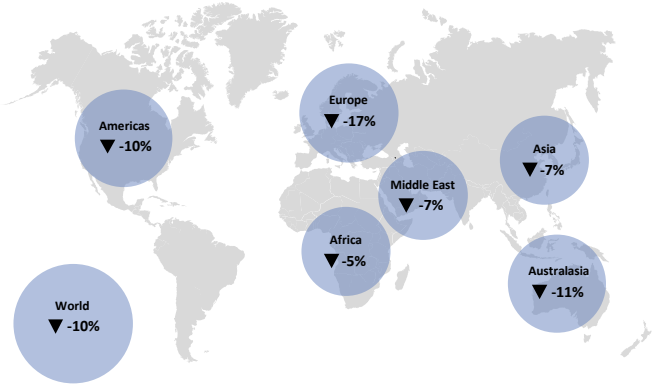 Europe
▼ -17%
Americas
▼ -10%
Asia
▼ -7%
Middle East
▼ -7%
Africa
▼ -5%
Australasia
▼ -11%
World
▼ -10%